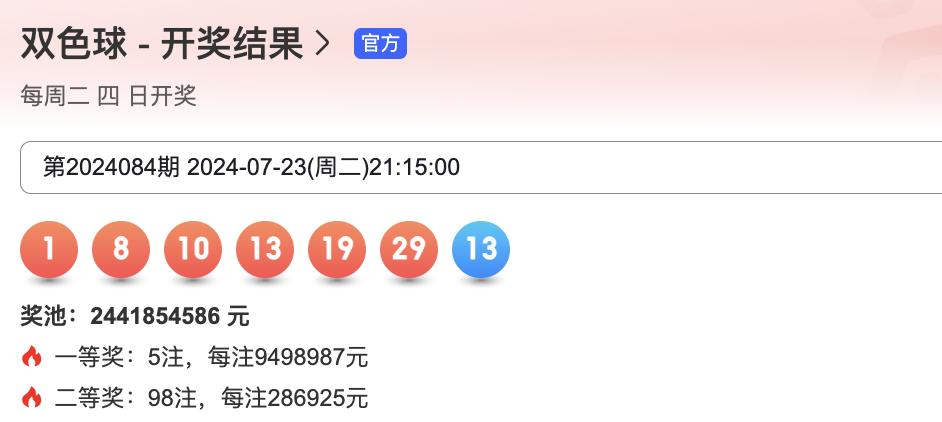 双色球 - 开奖结果 > 官方
每周二 四 日开奖
第2024084期 2024-07-23(周二)21:15:00
1 8 10 13 19 29 13
奖池：2441854586 元
一等奖：5注，每注9498987元
二等奖：98注，每注286925元